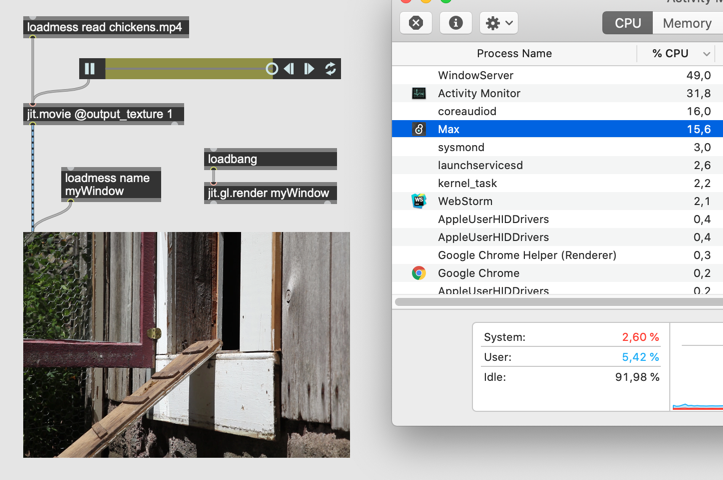 loadmess read chickens.mp4
jit.movie @output_texture 1
loadmess name
myWindow
loadbang
jit.gl.render myWindow
CPU
Memory
Process Name
% CPU
WindowServer 49,0
Activity Monitor 31,8
coreaudiod 16,0
Max 15,6
sysmond 3,0
launchservicesd 2,6
kernel_task 2,2
WebStorm 2,1
AppleUserHIDDrivers 0,4
AppleUserHIDDrivers 0,4
Google Chrome Helper (Renderer) 0,3
Google Chrome 0,2
AppleUserHIDDrivers 0,2
System: 2,60 %
User: 5,42 %
Idle: 91,98 %